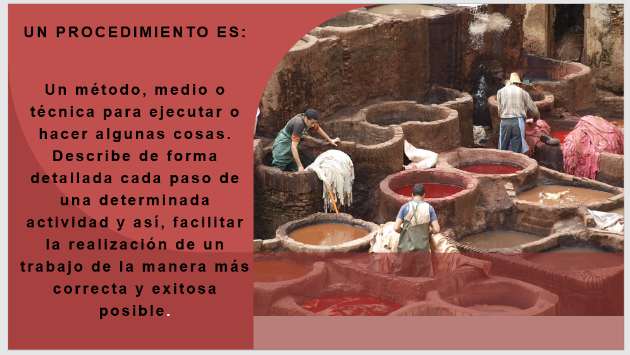 UN PROCEDIMIENTO ES:
Un método, medio o
técnica para ejecutar o
hacer algunas cosas.
Describe de forma
detallada cada paso de
una determinada
actividad y así, facilitar
la realización de un
trabajo de la manera más
correcta y exitosa
posible.